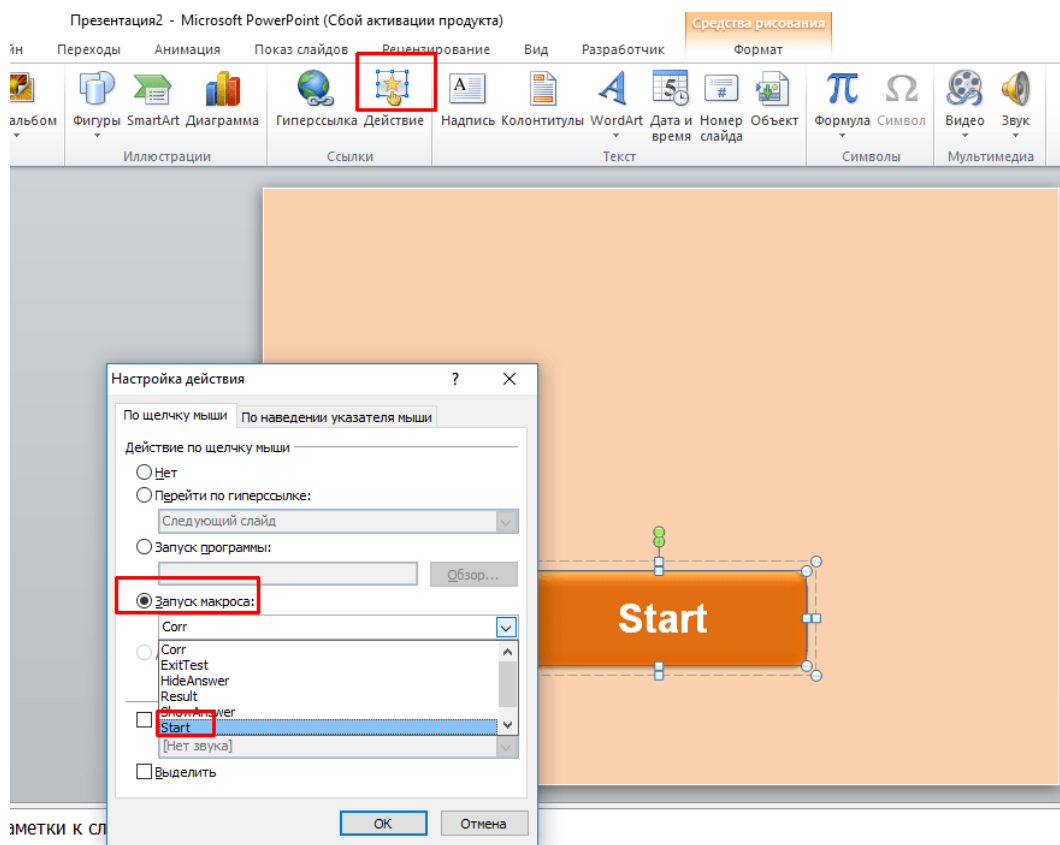 Презентация2 - Microsoft PowerPoint (Сбой активации продукта)
Средства рисования
йн Переходы Анимация Показ слайдов Рецензирование Вид Разработчик Формат
альбом Фигуры SmartArt Диаграмма Гиперссылка Действие Надпись Колонтитулы WordArt Дата и время Номер слайда Объект Формула Символ Видео Звук
Иллюстрации Ссылки Текст Символы Мультимедиа
Настройка действия ? X
По щелчку мыши По наведении указателя мыши
Действие по щелчку мыши
Нет
Перейти по гиперссылке:
Следующий слайд
Запуск программы:
Обзор...
Запуск макроса:
Corr
Corr
ExitTest
HideAnswer
Result
ShowAnswer
Start
[Нет звука]
Выделить
ОК Отмена
Start
аметки к сл